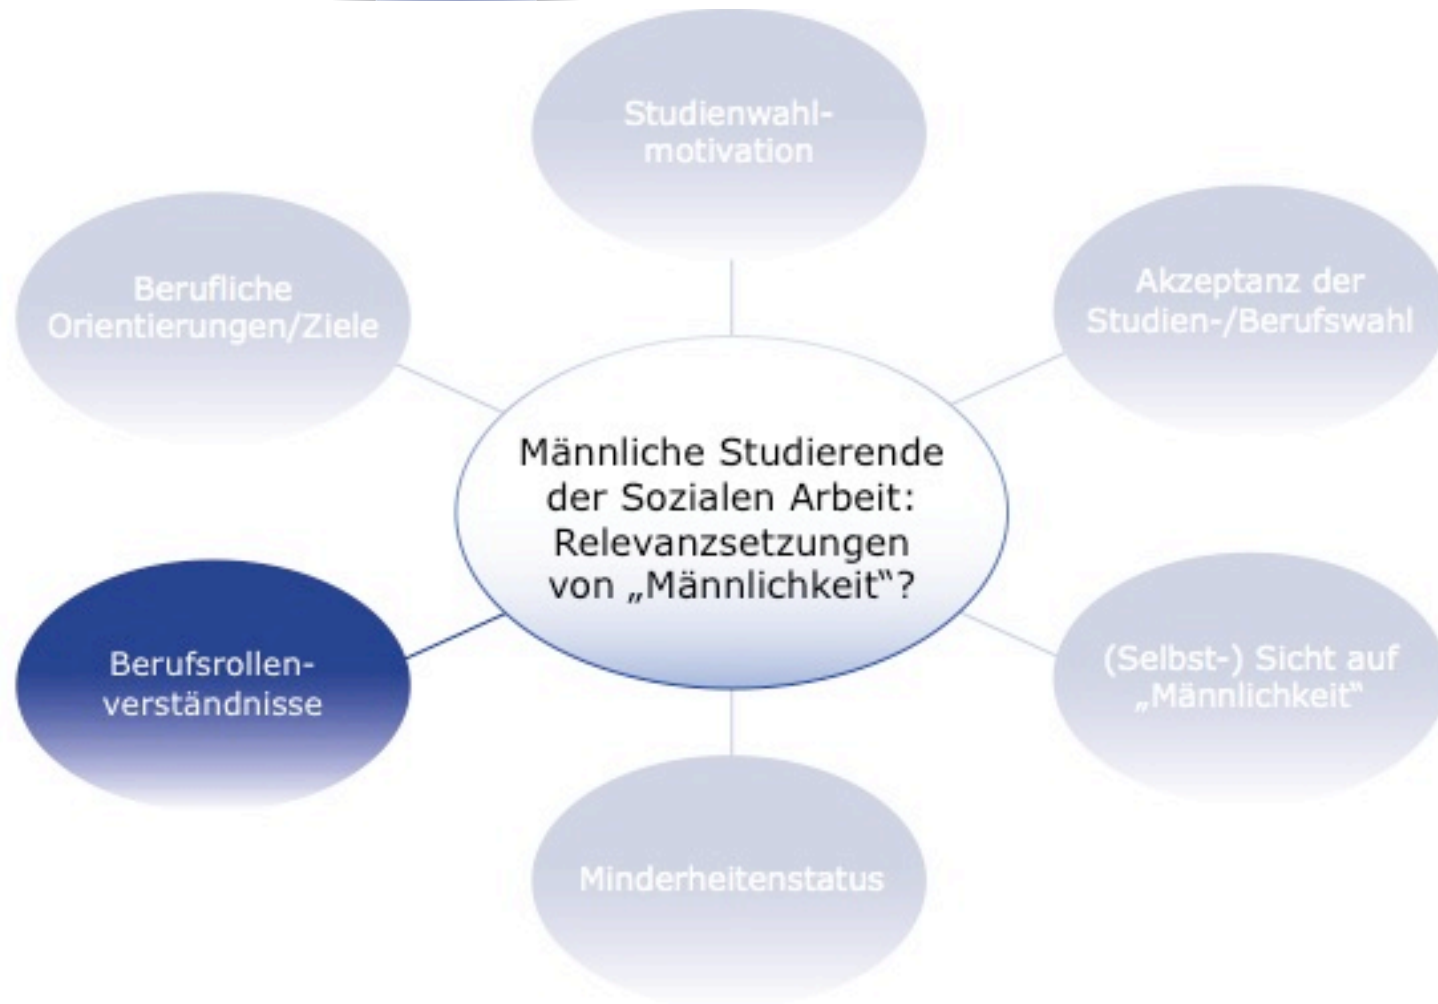 Studienwahl-
motivation
Akzeptanz der
Studien-/Berufswahl
(Selbst-) Sicht auf
„Männlichkeit“
Minderheitenstatus
Berufsrollen-
verständnisse
Berufliche
Orientierungen/Ziele
Männliche Studierende
der Sozialen Arbeit:
Relevanzsetzungen
von „Männlichkeit“?